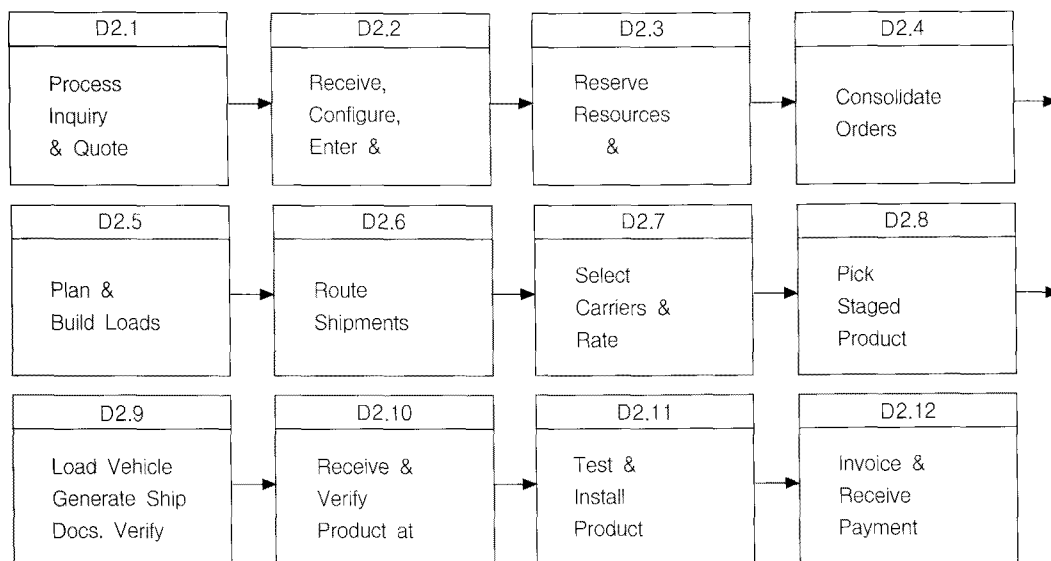 D2.1
Process
Inquiry
& Quote
D2.2
Receive,
Configure,
Enter &
D2.3
Reserve
Resources
&
D2.4
Consolidate
Orders
D2.5
Plan &
Build Loads
D2.6
Route
Shipments
D2.7
Select
Carriers &
Rate
D2.8
Pick
Staged
Product
D2.9
Load Vehicle
Generate Ship
Docs. Verify
D2.10
Receive &
Verify
Product at
D2.11
Test &
Install
Product
D2.12
Invoice &
Receive
Payment